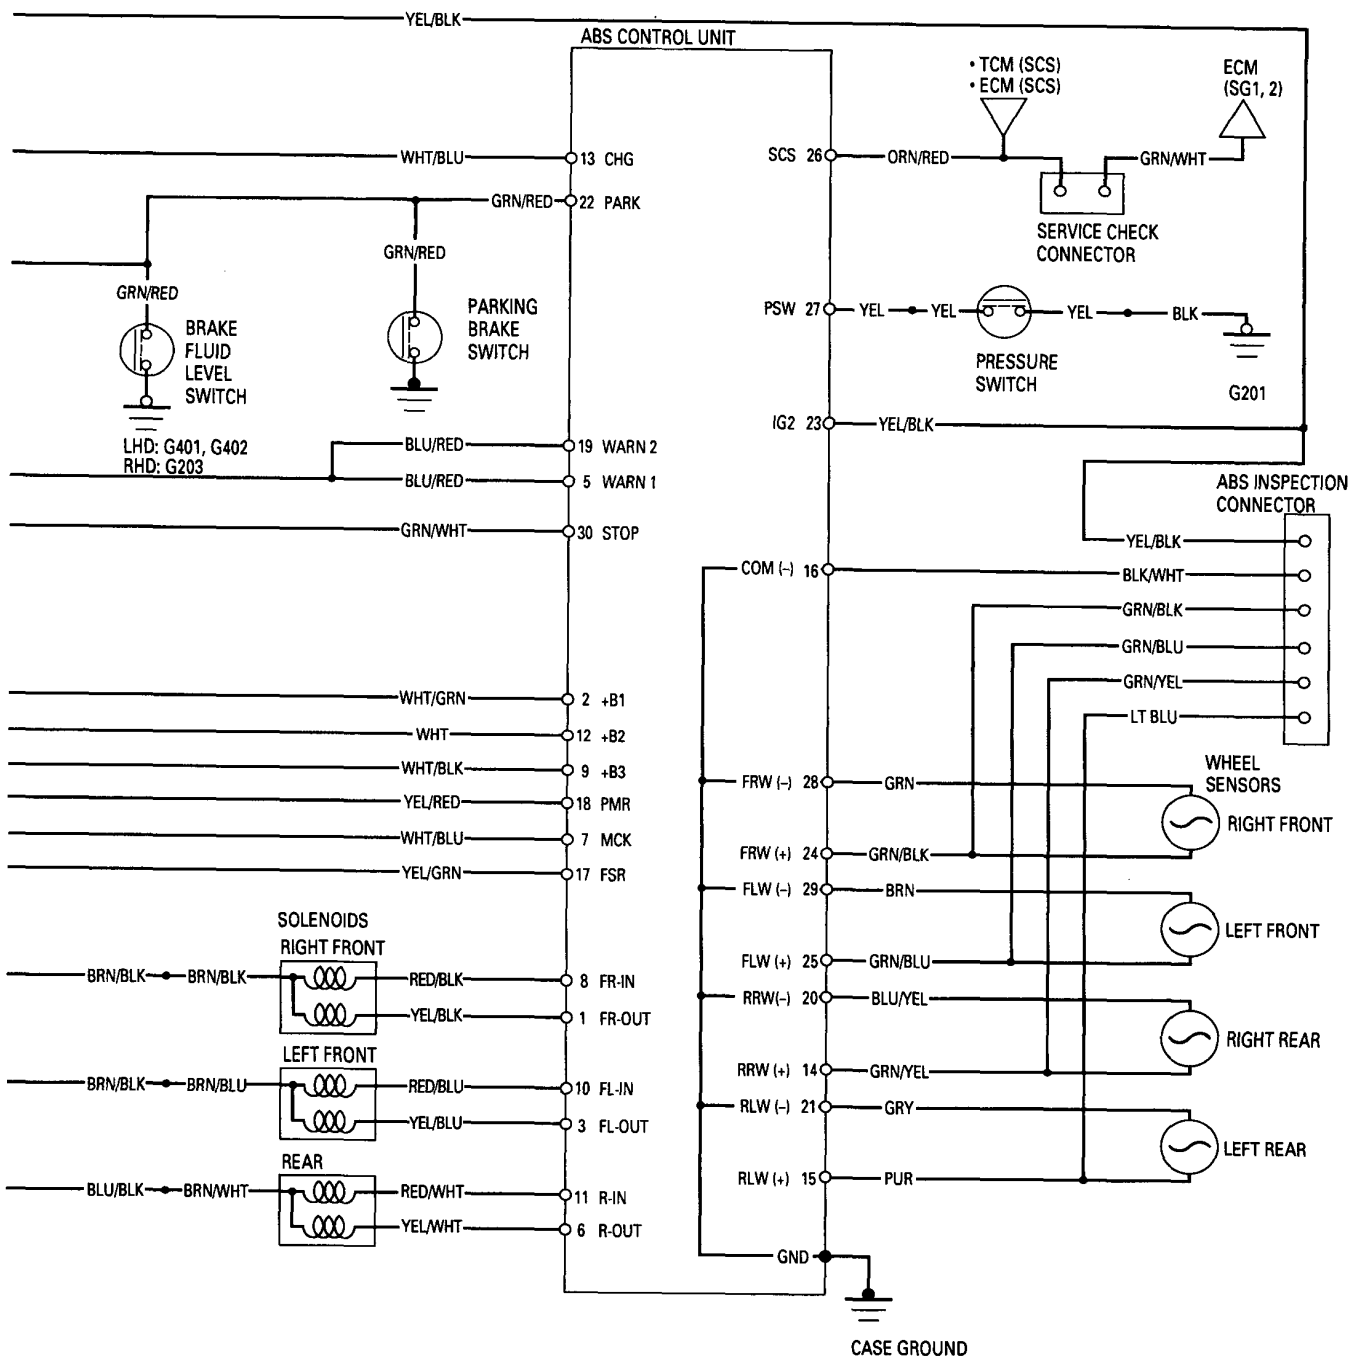 YEL/BLK
ABS CONTROL UNIT
• TCM (SCS)
• ECM (SCS)
ECM
(SG1, 2)
WHT/BLU
13 CHG
SCS 26
ORN/RED
GRN/WHT
GRN/RED
22 PARK
SERVICE CHECK
CONNECTOR
GRN/RED
GRN/RED
PARKING
BRAKE
SWITCH
BRAKE
FLUID
LEVEL
SWITCH
PSW 27
YEL
YEL
YEL
BLK
PRESSURE
SWITCH
G201
LHD: G401, G402
RHD: G203
IG2 23
YEL/BLK
BLU/RED
19 WARN 2
BLU/RED
5 WARN 1
ABS INSPECTION
CONNECTOR
GRN/WHT
30 STOP
YEL/BLK
COM (–) 16
BLK/WHT
GRN/BLK
GRN/BLU
GRN/YEL
LT BLU
WHT/GRN
2 +B1
WHT
12 +B2
WHT/BLK
9 +B3
YEL/RED
18 PMR
WHT/BLU
7 MCK
YEL/GRN
17 FSR
WHEEL
SENSORS
FRW (–) 28
GRN
RIGHT FRONT
FRW (+) 24
GRN/BLK
FLW (–) 29
BRN
LEFT FRONT
FLW (+) 25
GRN/BLU
SOLENOIDS
RIGHT FRONT
BRN/BLK
BRN/BLK
RED/BLK
8 FR-IN
YEL/BLK
1 FR-OUT
RRW(–) 20
BLU/YEL
RIGHT REAR
RRW (+) 14
GRN/YEL
LEFT FRONT
BRN/BLK
BRN/BLU
RED/BLU
10 FL-IN
YEL/BLU
3 FL-OUT
RLW (–) 21
GRY
LEFT REAR
RLW (+) 15
PUR
REAR
BLU/BLK
BRN/WHT
RED/WHT
11 R-IN
YEL/WHT
6 R-OUT
GND
CASE GROUND